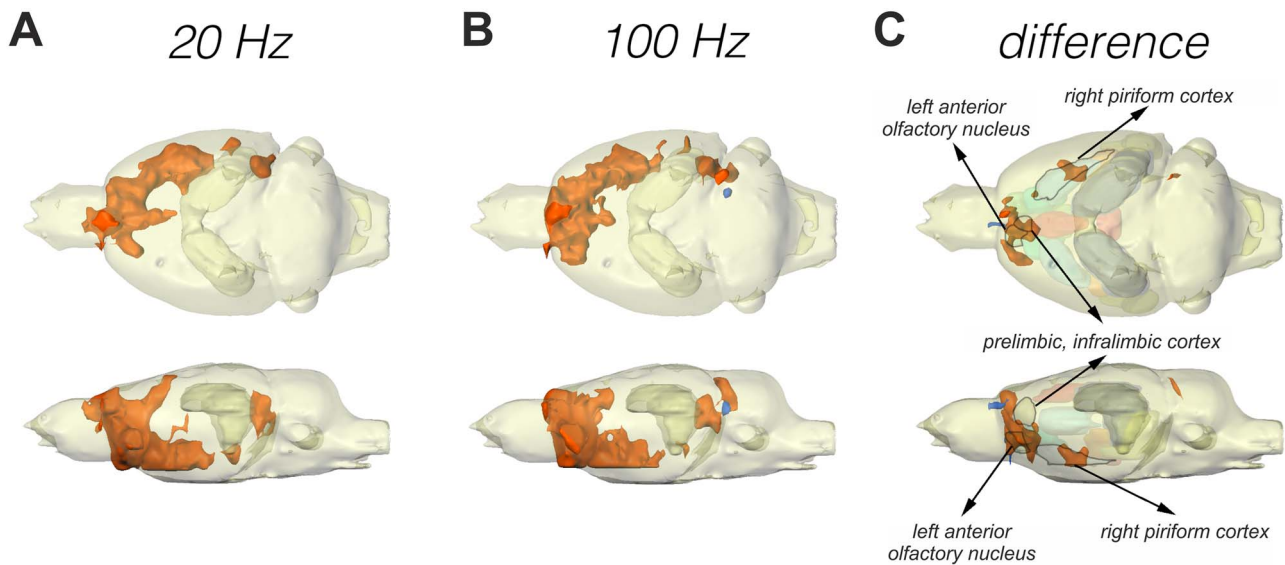 A
20 Hz
B
100 Hz
C
difference
left anterior
olfactory nucleus
right piriform cortex
prelimbic, infralimbic cortex
left anterior
olfactory nucleus
right piriform cortex